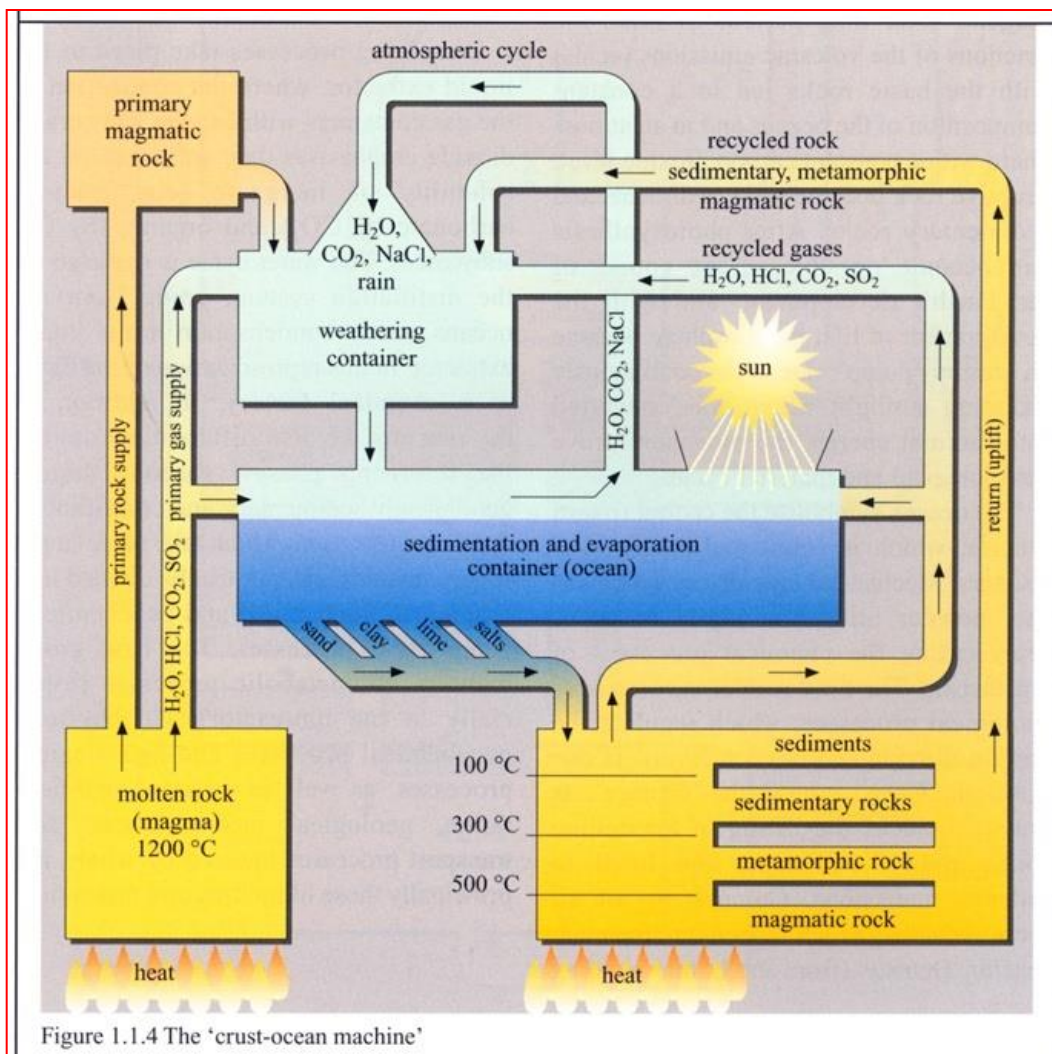 atmospheric cycle
primary
magmatic
rock
recycled rock
sedimentary, metamorphic
magmatic rock
H₂O,
CO₂, NaCl,
rain
recycled gases
H₂O, HCl, CO₂, SO₂
weathering
container
sun
H₂O, CO₂, NaCl
primary rock supply
H₂O, HCl, CO₂, SO₂ primary gas supply
return (uplift)
sedimentation and evaporation
container (ocean)
sand
clay
lime
salts
molten rock
(magma)
1200 °C
sediments
100 °C
sedimentary rocks
300 °C
metamorphic rock
500 °C
magmatic rock
heat
heat
Figure 1.1.4 The ‘crust-ocean machine’